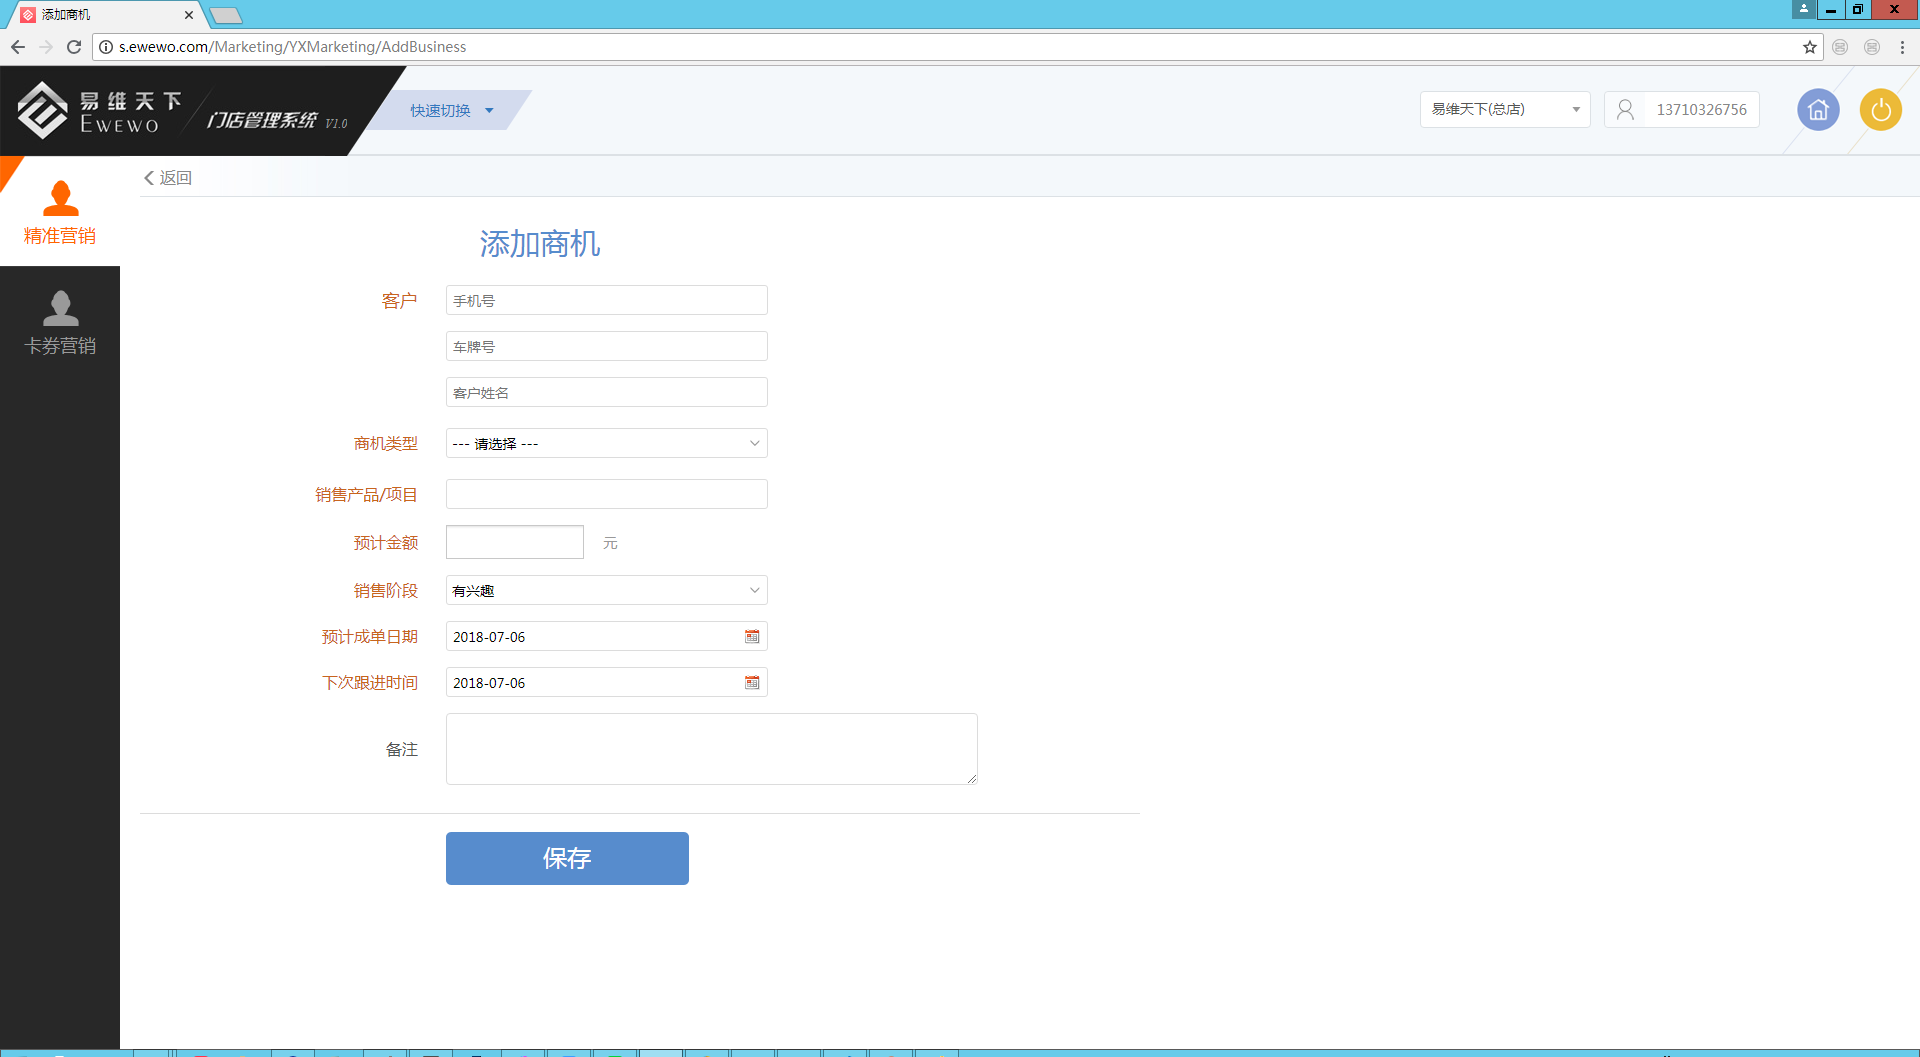 添加商机
s.ewewo.com/Marketing/YXMarketing/AddBusiness
易维天下
EWEWO
门店管理系统 V1.0
快速切换
易维天下(总店)
13710326756
返回
精准营销
卡券营销
添加商机
客户
手机号
车牌号
客户姓名
商机类型
--- 请选择 ---
销售产品/项目
预计金额
元
销售阶段
有兴趣
预计成单日期
2018-07-06
下次跟进时间
2018-07-06
备注
保存